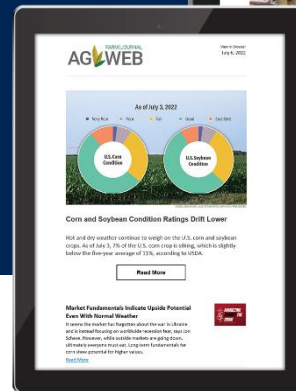 FARM JOURNAL
AGWEB
View in Browser
July 6, 2022
As of July 3, 2022
Very Poor Poor Fair Good Excellent
U.S. Corn
Condition
U.S. Soybean
Condition
Corn and Soybean Condition Ratings Drift Lower
Hot and dry weather continue to weigh on the U.S. corn and soybean
crops. As of July 3, 7% of the U.S. corn crop is silking, which is slightly
below the five-year average of 11%, according to USDA.
Read More
Market Fundamentals Indicate Upside Potential
Even With Normal Weather
It seems the market has forgotten about the war in Ukraine
and is instead focusing on worldwide recession fear, says Jon
Scheve. However, while outside markets are going down,
ultimately everyone must eat. Long-term fundamentals for
corn show potential for higher values.
Read More